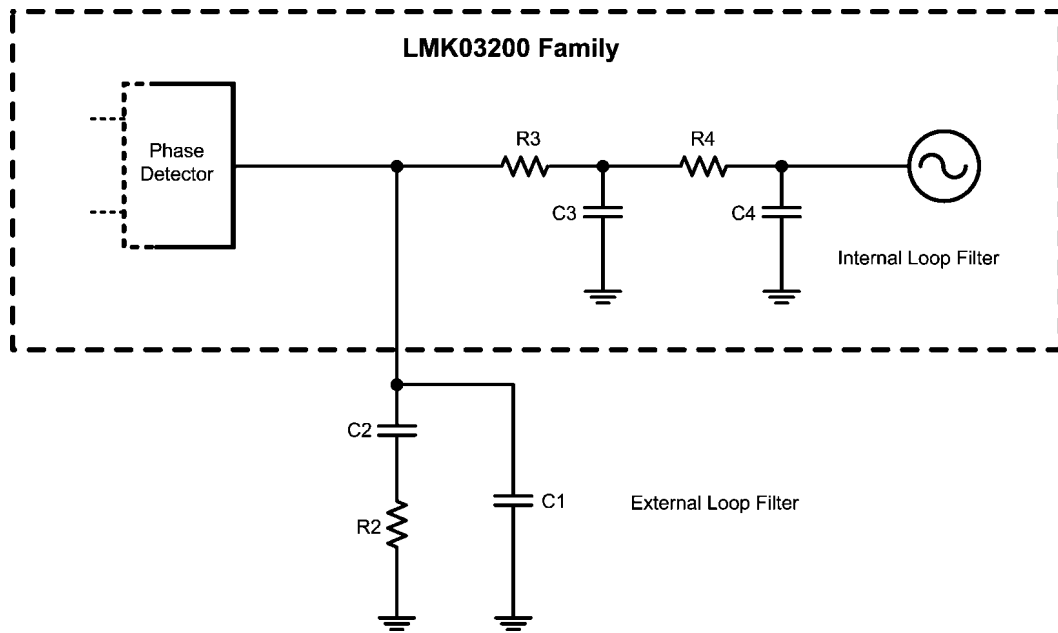 LMK03200 Family
Phase
Detector
R3
R4
C3
C4
Internal Loop Filter
C2
R2
C1
External Loop Filter